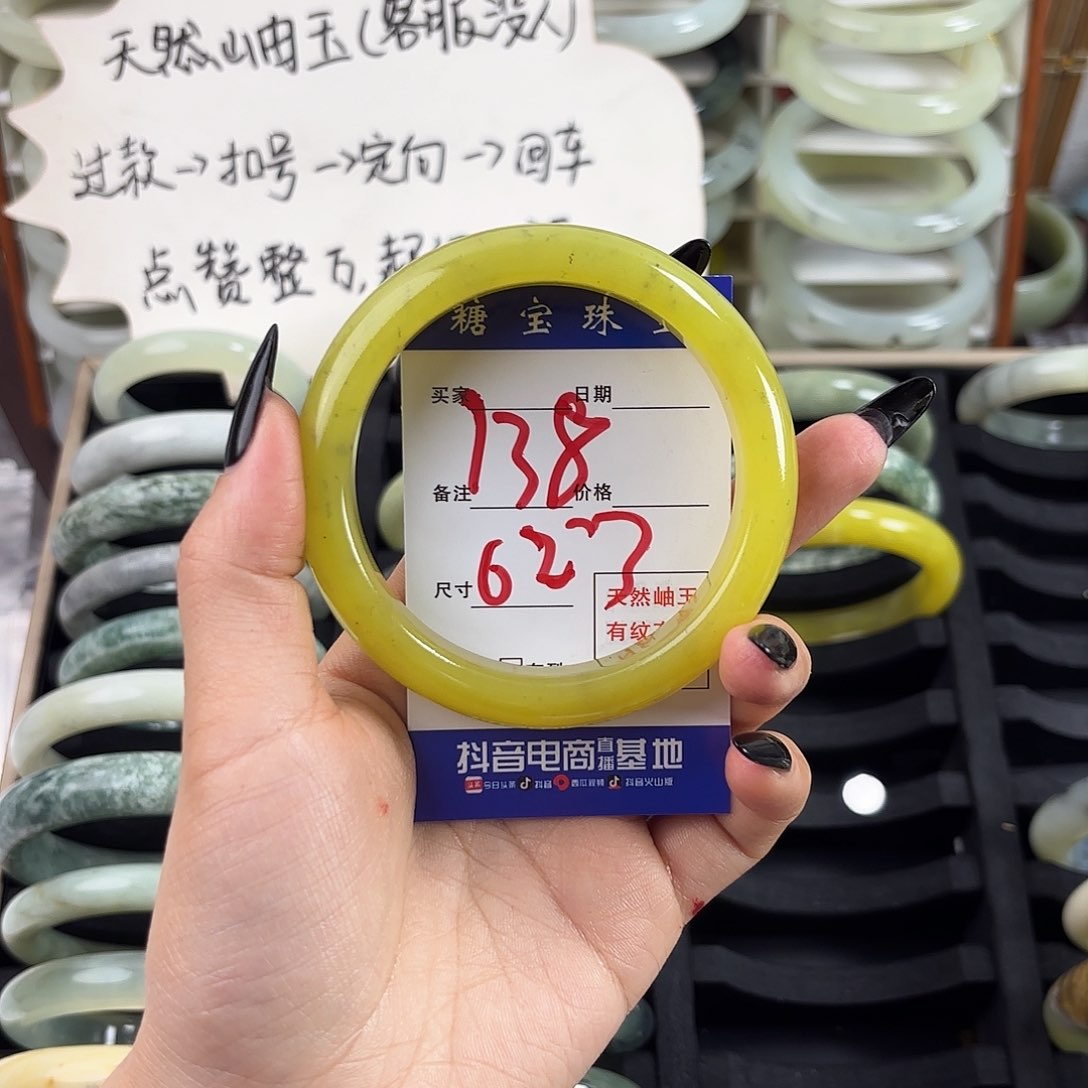 天然岫玉(客服没人)
过款→扣号→定向→回车
点赞整万,
糖宝珠
买家 日期
138
备注 价格
尺寸 62
天然岫玉
有纹
抖音电商直播基地
今日头条 抖音 西瓜视频 抖音火山版